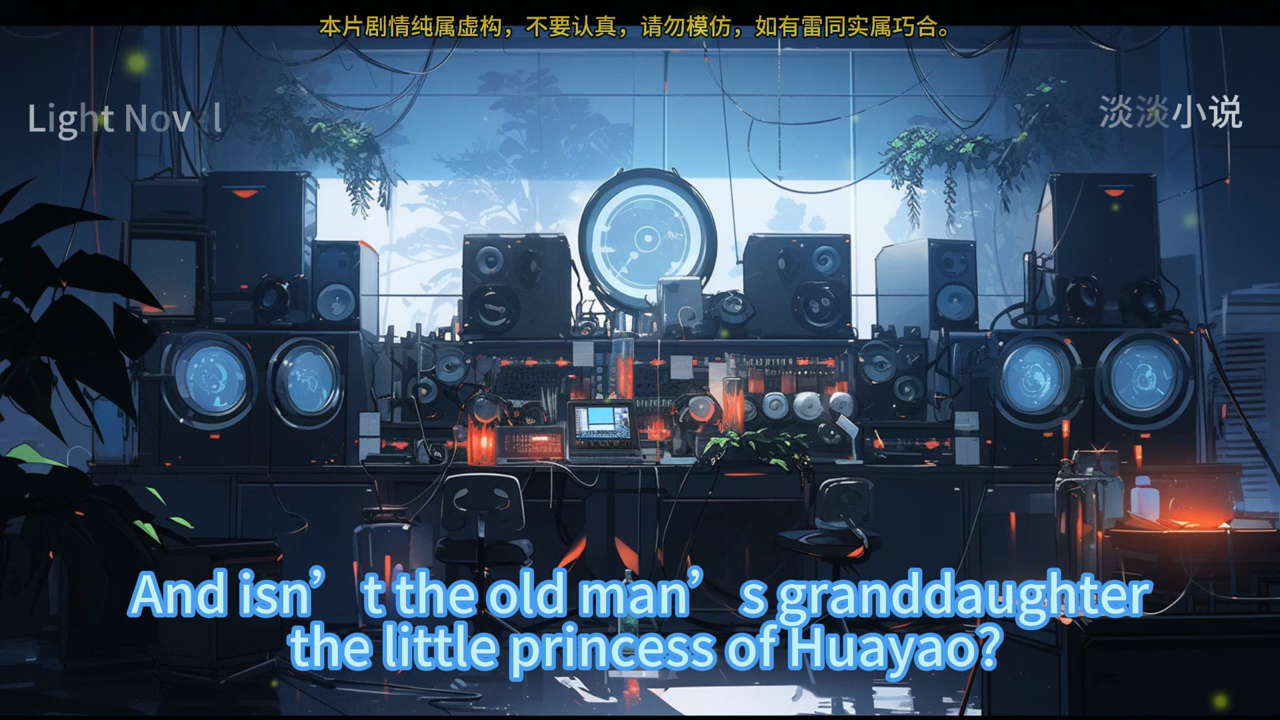 本片剧情纯属虚构，不要认真，请勿模仿，如有雷同实属巧合。
Light Nov l
淡淡小说
And isn’t the old man’s granddaughter
the little princess of Huayao?